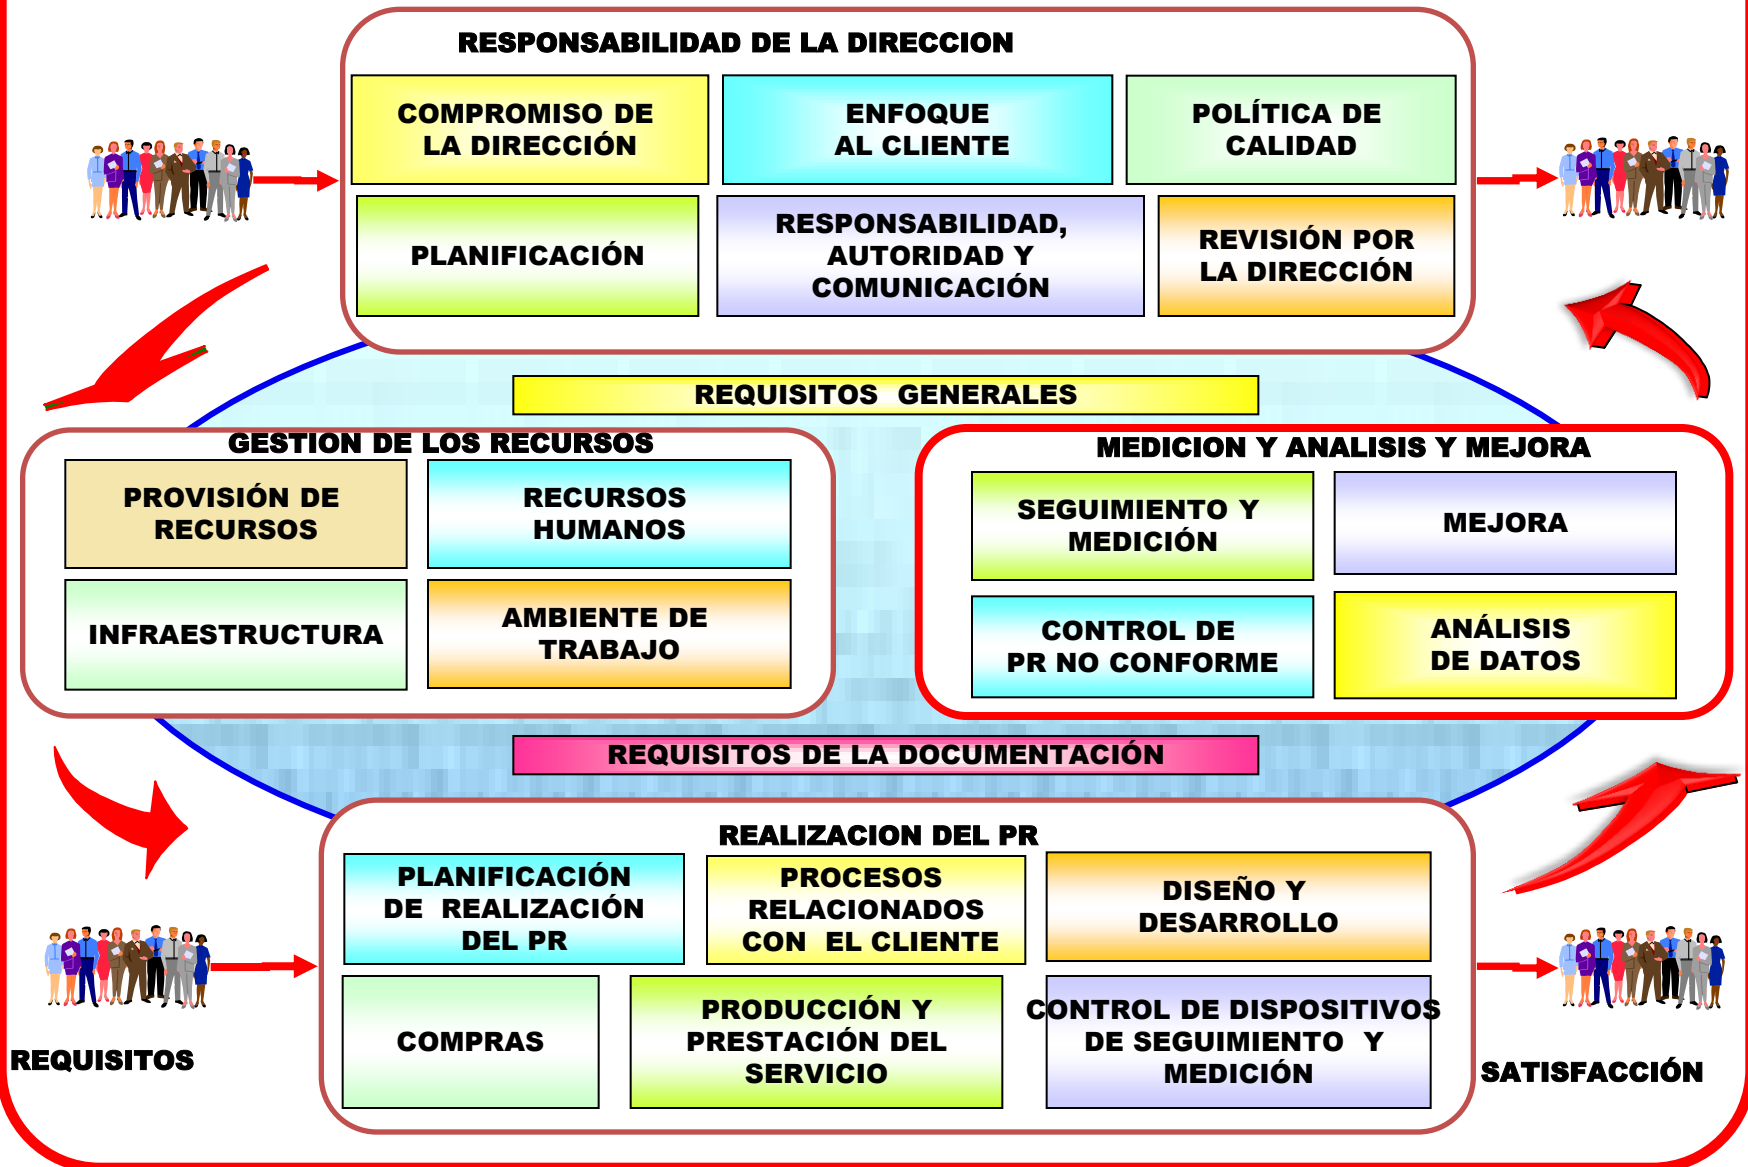 RESPONSABILIDAD DE LA DIRECCION
COMPROMISO DE
LA DIRECCIÓN
ENFOQUE
AL CLIENTE
POLÍTICA DE
CALIDAD
PLANIFICACIÓN
RESPONSABILIDAD,
AUTORIDAD Y
COMUNICACIÓN
REVISIÓN POR
LA DIRECCIÓN
REQUISITOS GENERALES
GESTION DE LOS RECURSOS
PROVISIÓN DE
RECURSOS
RECURSOS
HUMANOS
INFRAESTRUCTURA
AMBIENTE DE
TRABAJO
MEDICION Y ANALISIS Y MEJORA
SEGUIMIENTO Y
MEDICIÓN
MEJORA
CONTROL DE
PR NO CONFORME
ANÁLISIS
DE DATOS
REQUISITOS DE LA DOCUMENTACIÓN
REALIZACION DEL PR
PLANIFICACIÓN
DE REALIZACIÓN
DEL PR
PROCESOS
RELACIONADOS
CON EL CLIENTE
DISEÑO Y
DESARROLLO
COMPRAS
PRODUCCIÓN Y
PRESTACIÓN DEL
SERVICIO
CONTROL DE DISPOSITIVOS
DE SEGUIMIENTO Y
MEDICIÓN
REQUISITOS
SATISFACCIÓN